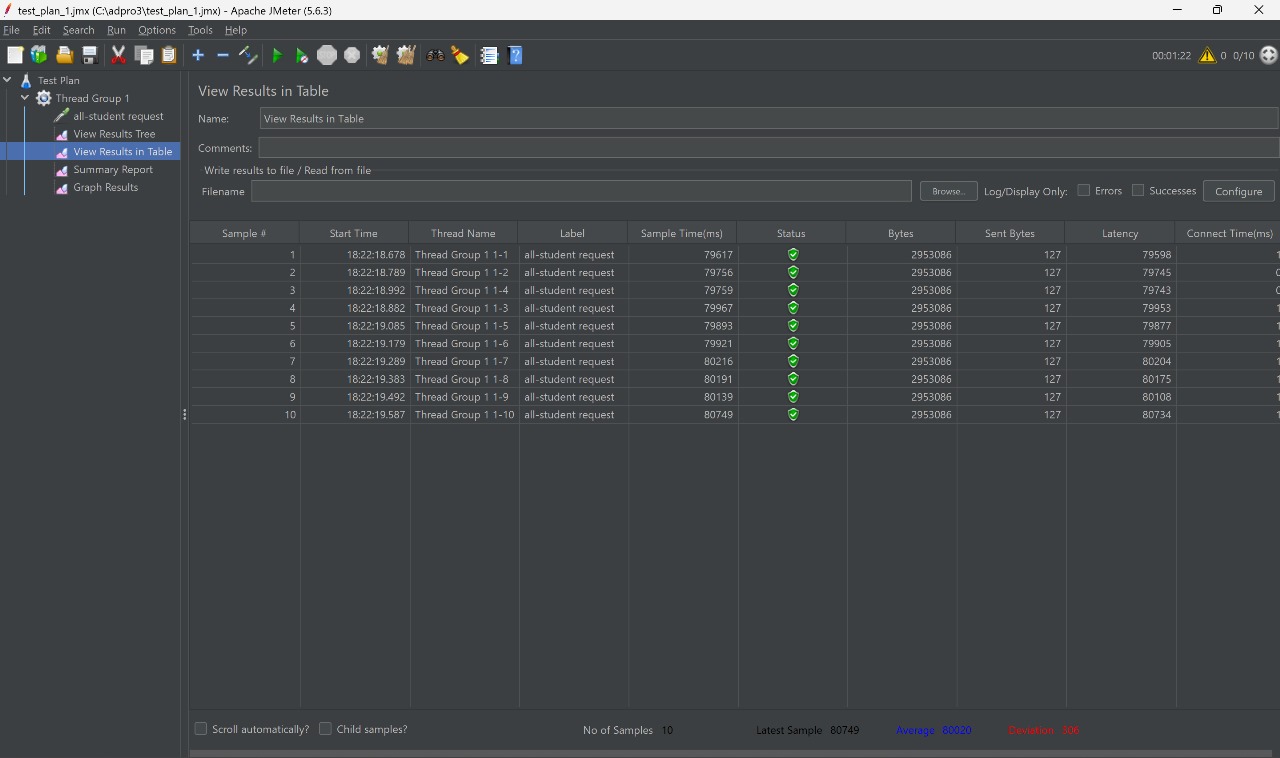 test_plan_1.jmx (C:\adpro3\test_plan_1.jmx) - Apache JMeter (5.6.3)
File Edit Search Run Options Tools Help
00:01:22 0 0/10
Test Plan
Thread Group 1
all-student request
View Results Tree
View Results in Table
Summary Report
Graph Results
View Results in Table
Name: View Results in Table
Comments:
Write results to file / Read from file
Filename Browse... Log/Display Only: Errors Successes Configure
Sample # Start Time Thread Name Label Sample Time(ms) Status Bytes Sent Bytes Latency Connect Time(ms)
1 18:22:18.678 Thread Group 1 1-1 all-student request 79617 2953086 127 79598
2 18:22:18.789 Thread Group 1 1-2 all-student request 79756 2953086 127 79745
3 18:22:18.992 Thread Group 1 1-4 all-student request 79759 2953086 127 79743
4 18:22:18.882 Thread Group 1 1-3 all-student request 79967 2953086 127 79953
5 18:22:19.085 Thread Group 1 1-5 all-student request 79893 2953086 127 79877
6 18:22:19.179 Thread Group 1 1-6 all-student request 79921 2953086 127 79905
7 18:22:19.289 Thread Group 1 1-7 all-student request 80216 2953086 127 80204
8 18:22:19.383 Thread Group 1 1-8 all-student request 80191 2953086 127 80175
9 18:22:19.492 Thread Group 1 1-9 all-student request 80139 2953086 127 80108
10 18:22:19.587 Thread Group 1 1-10 all-student request 80749 2953086 127 80734
Scroll automatically? Child samples? No of Samples 10 Latest Sample 80749 Average 80020 Deviation 306